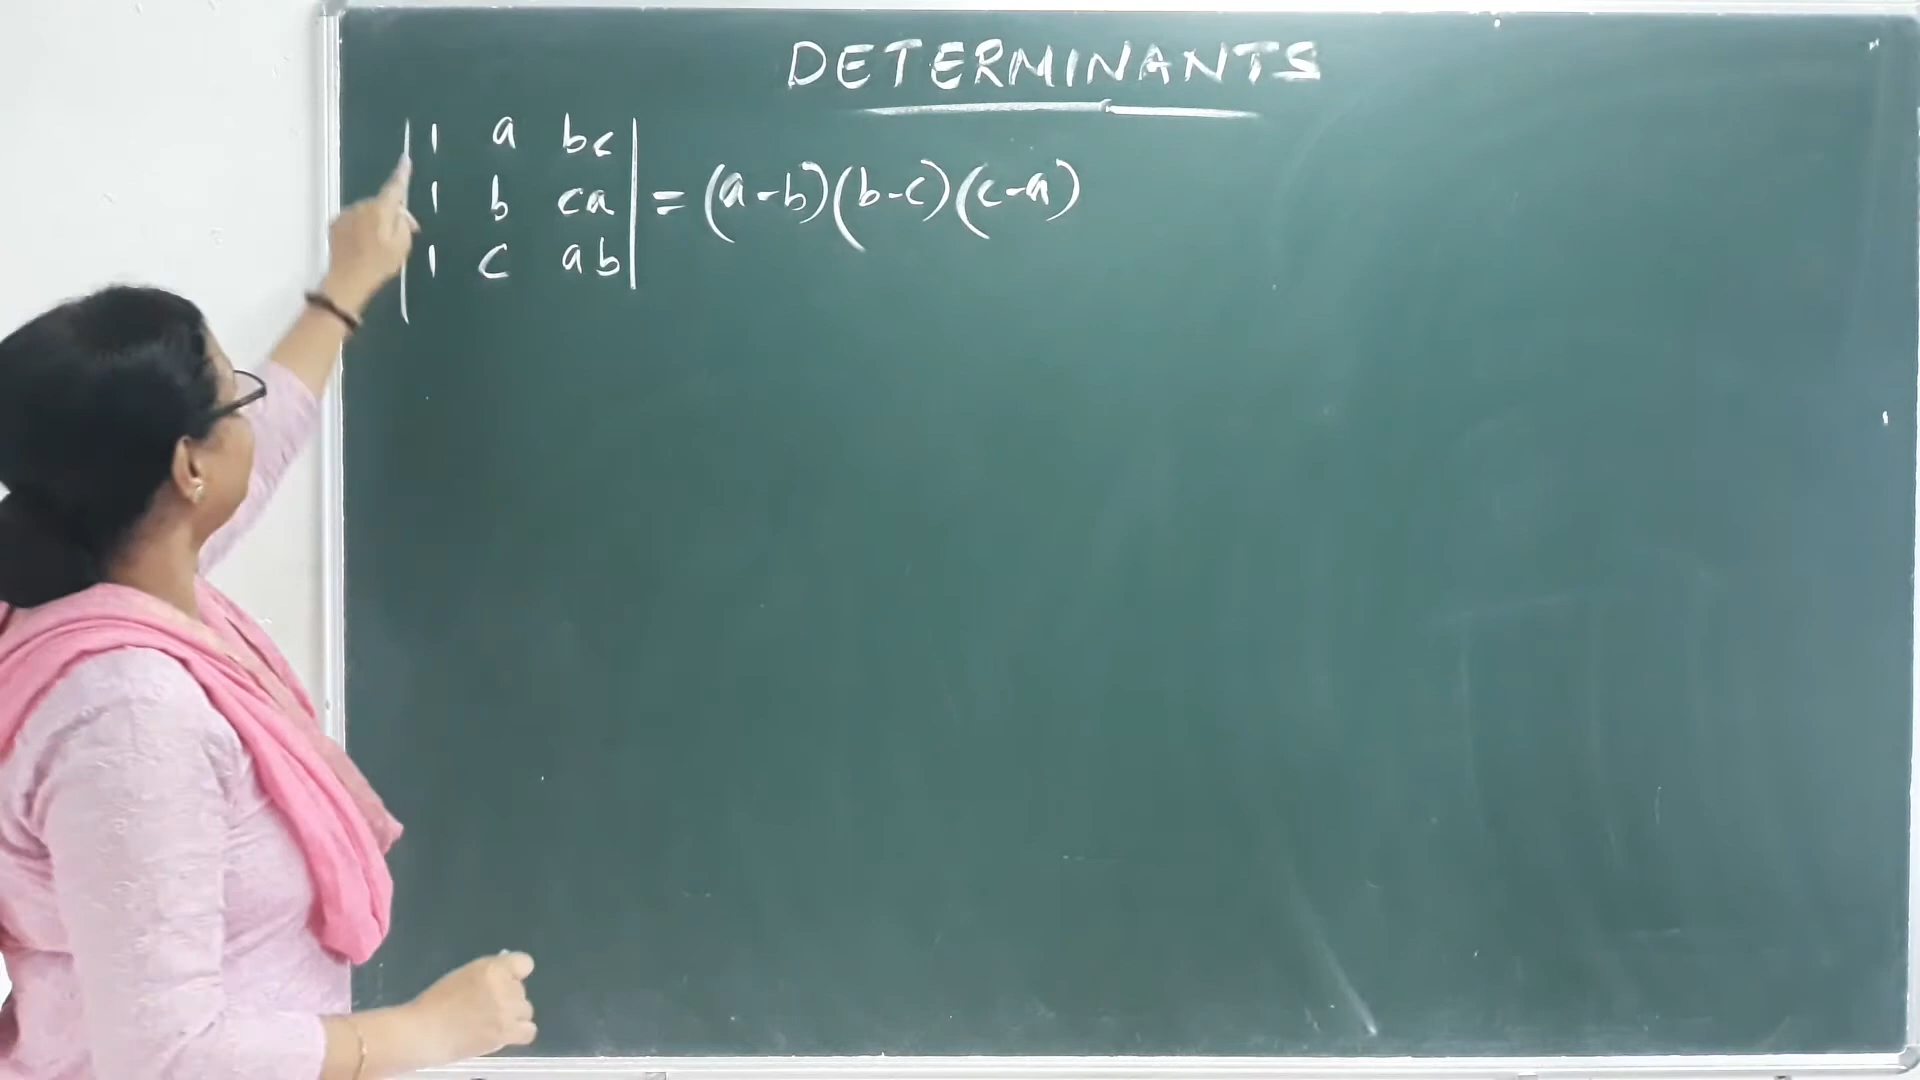 DETERMINANTS
| 1 a bc |
| 1 b ca | = (a-b)(b-c)(c-a)
| 1 c ab |